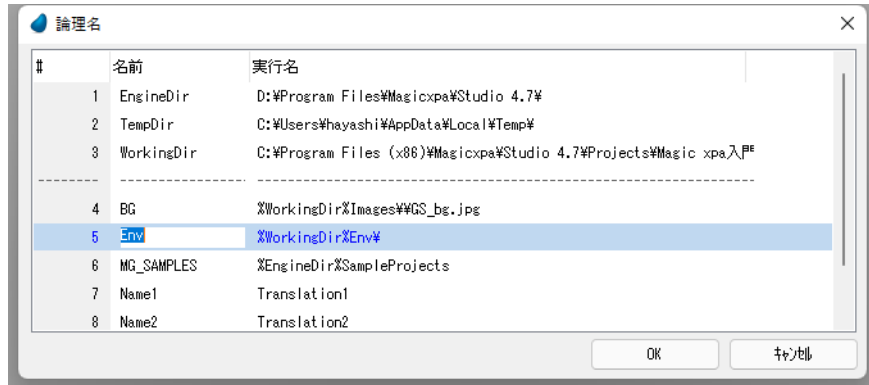 論理名
# 名前 実行名
1 EngineDir D:¥Program Files¥Magicxpa¥Studio 4.7¥
2 TempDir C:¥Users¥hayashi¥AppData¥Local¥Temp¥
3 WorkingDir C:¥Program Files (x86)¥Magicxpa¥Studio 4.7¥Projects¥Magic xpa入門
4 BG %WorkingDir%Images¥¥GS_bg.jpg
5 Env %WorkingDir%Env¥
6 MG_SAMPLES %EngineDir%SampleProjects
7 Name1 Translation1
8 Name2 Translation2
OK ｷｬﾝｾﾙ